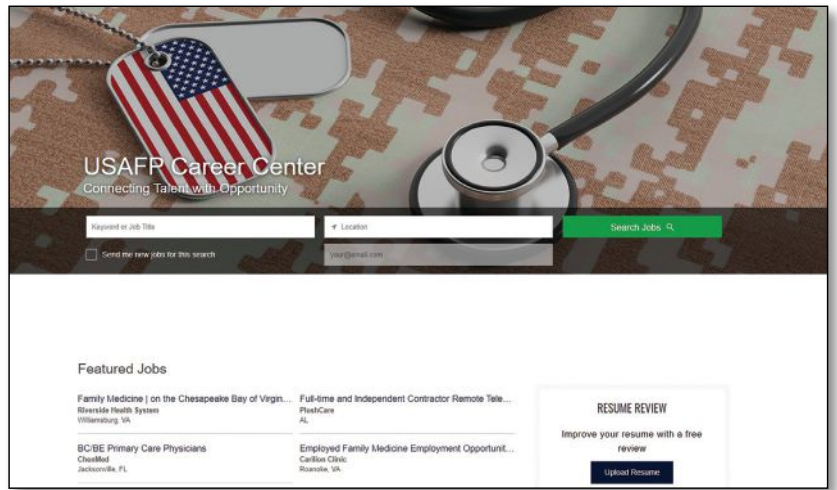 USAFP Career Center
Connecting Talent with Opportunity
Keyword or Job Title
Location
Search Jobs
Send me new jobs for this search
your@email.com
Featured Jobs
Family Medicine | on the Chesapeake Bay of Virgin...
Riverside Health System
Williamsburg, VA
Full-time and Independent Contractor Remote Tele...
PlushCare
AL,
BC/BE Primary Care Physicians
ChenMed
Jacksonville, FL
Employed Family Medicine Employment Opportunit...
Carilion Clinic
Roanoke, VA
RESUME REVIEW
Improve your resume with a free
review
Upload Resume